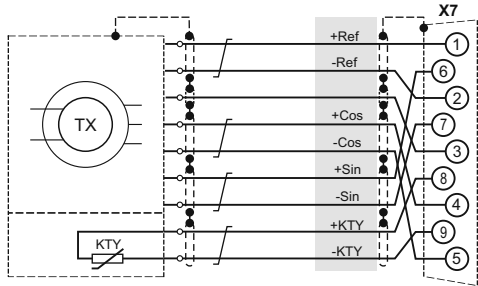 X7
+Ref
1
-Ref
6
2
TX
+Cos
7
-Cos
3
+Sin
8
-Sin
4
+KTY
9
KTY
-KTY
5